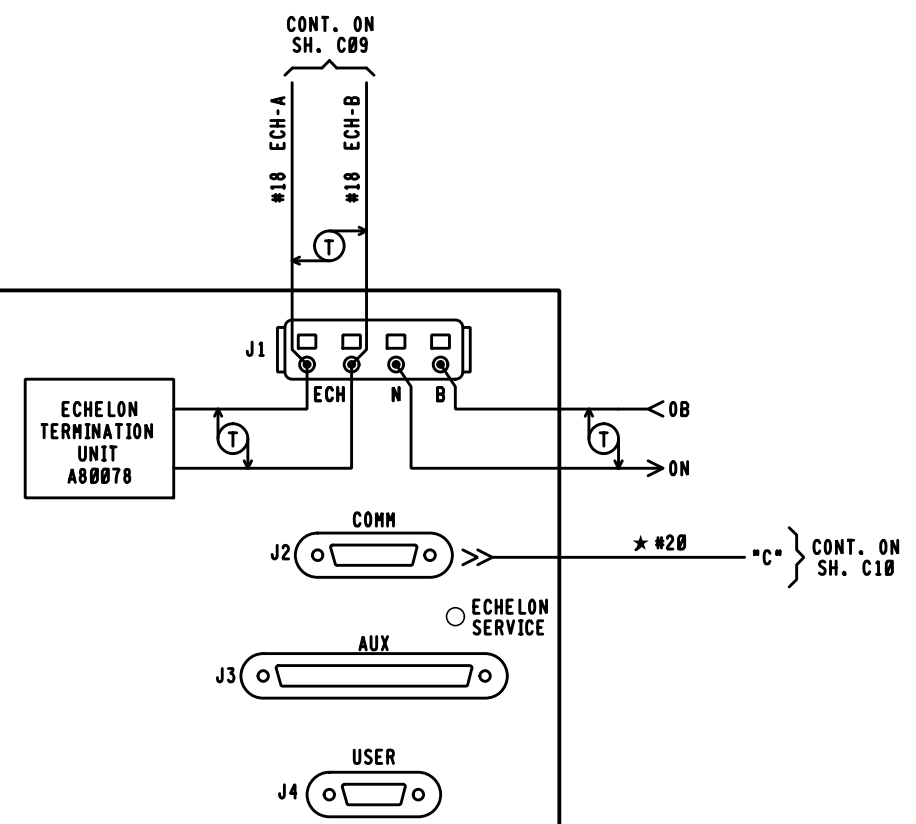 CONT. ON
SH. C09
#18 ECH-A
#18 ECH-B
T
J1
ECH N B
ECHELON
TERMINATION
UNIT
A80078
T
T
OB
ON
COMM
J2
★ #20
"C"
CONT. ON
SH. C10
ECHELON
SERVICE
AUX
J3
USER
J4